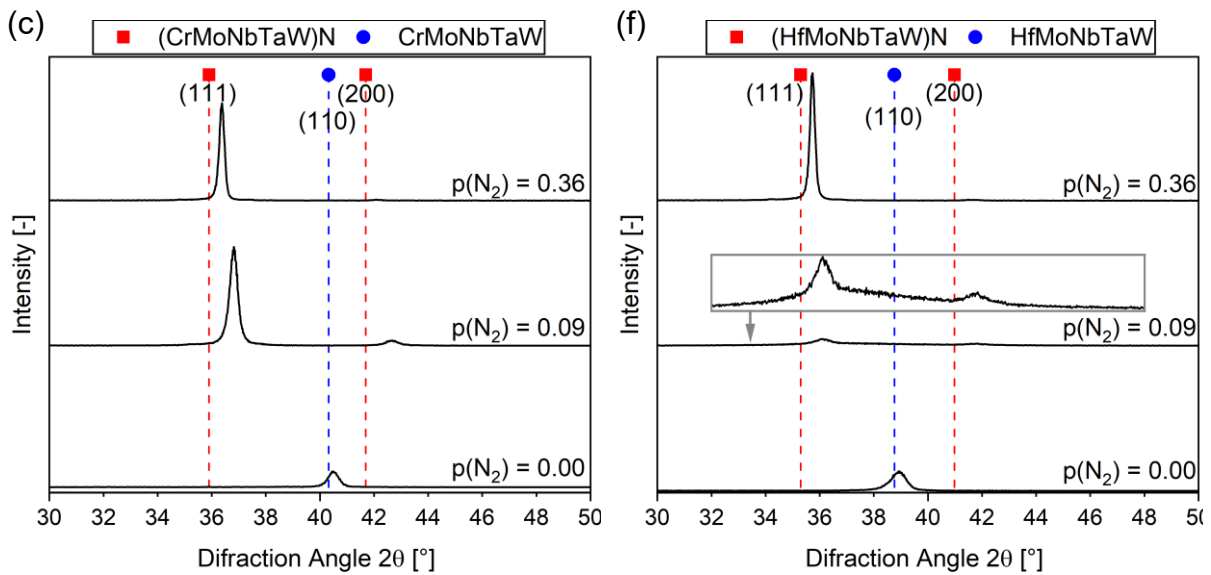 (c)
■ (CrMoNbTaW)N ● CrMoNbTaW
(111)
(200)
(110)
p(N₂) = 0.36
p(N₂) = 0.09
p(N₂) = 0.00
Intensity [-]
30 32 34 36 38 40 42 44 46 48 50
Difraction Angle 2θ [°]
(f)
■ (HfMoNbTaW)N ● HfMoNbTaW
(111)
(200)
(110)
p(N₂) = 0.36
p(N₂) = 0.09
p(N₂) = 0.00
Intensity [-]
30 32 34 36 38 40 42 44 46 48 50
Difraction Angle 2θ [°]